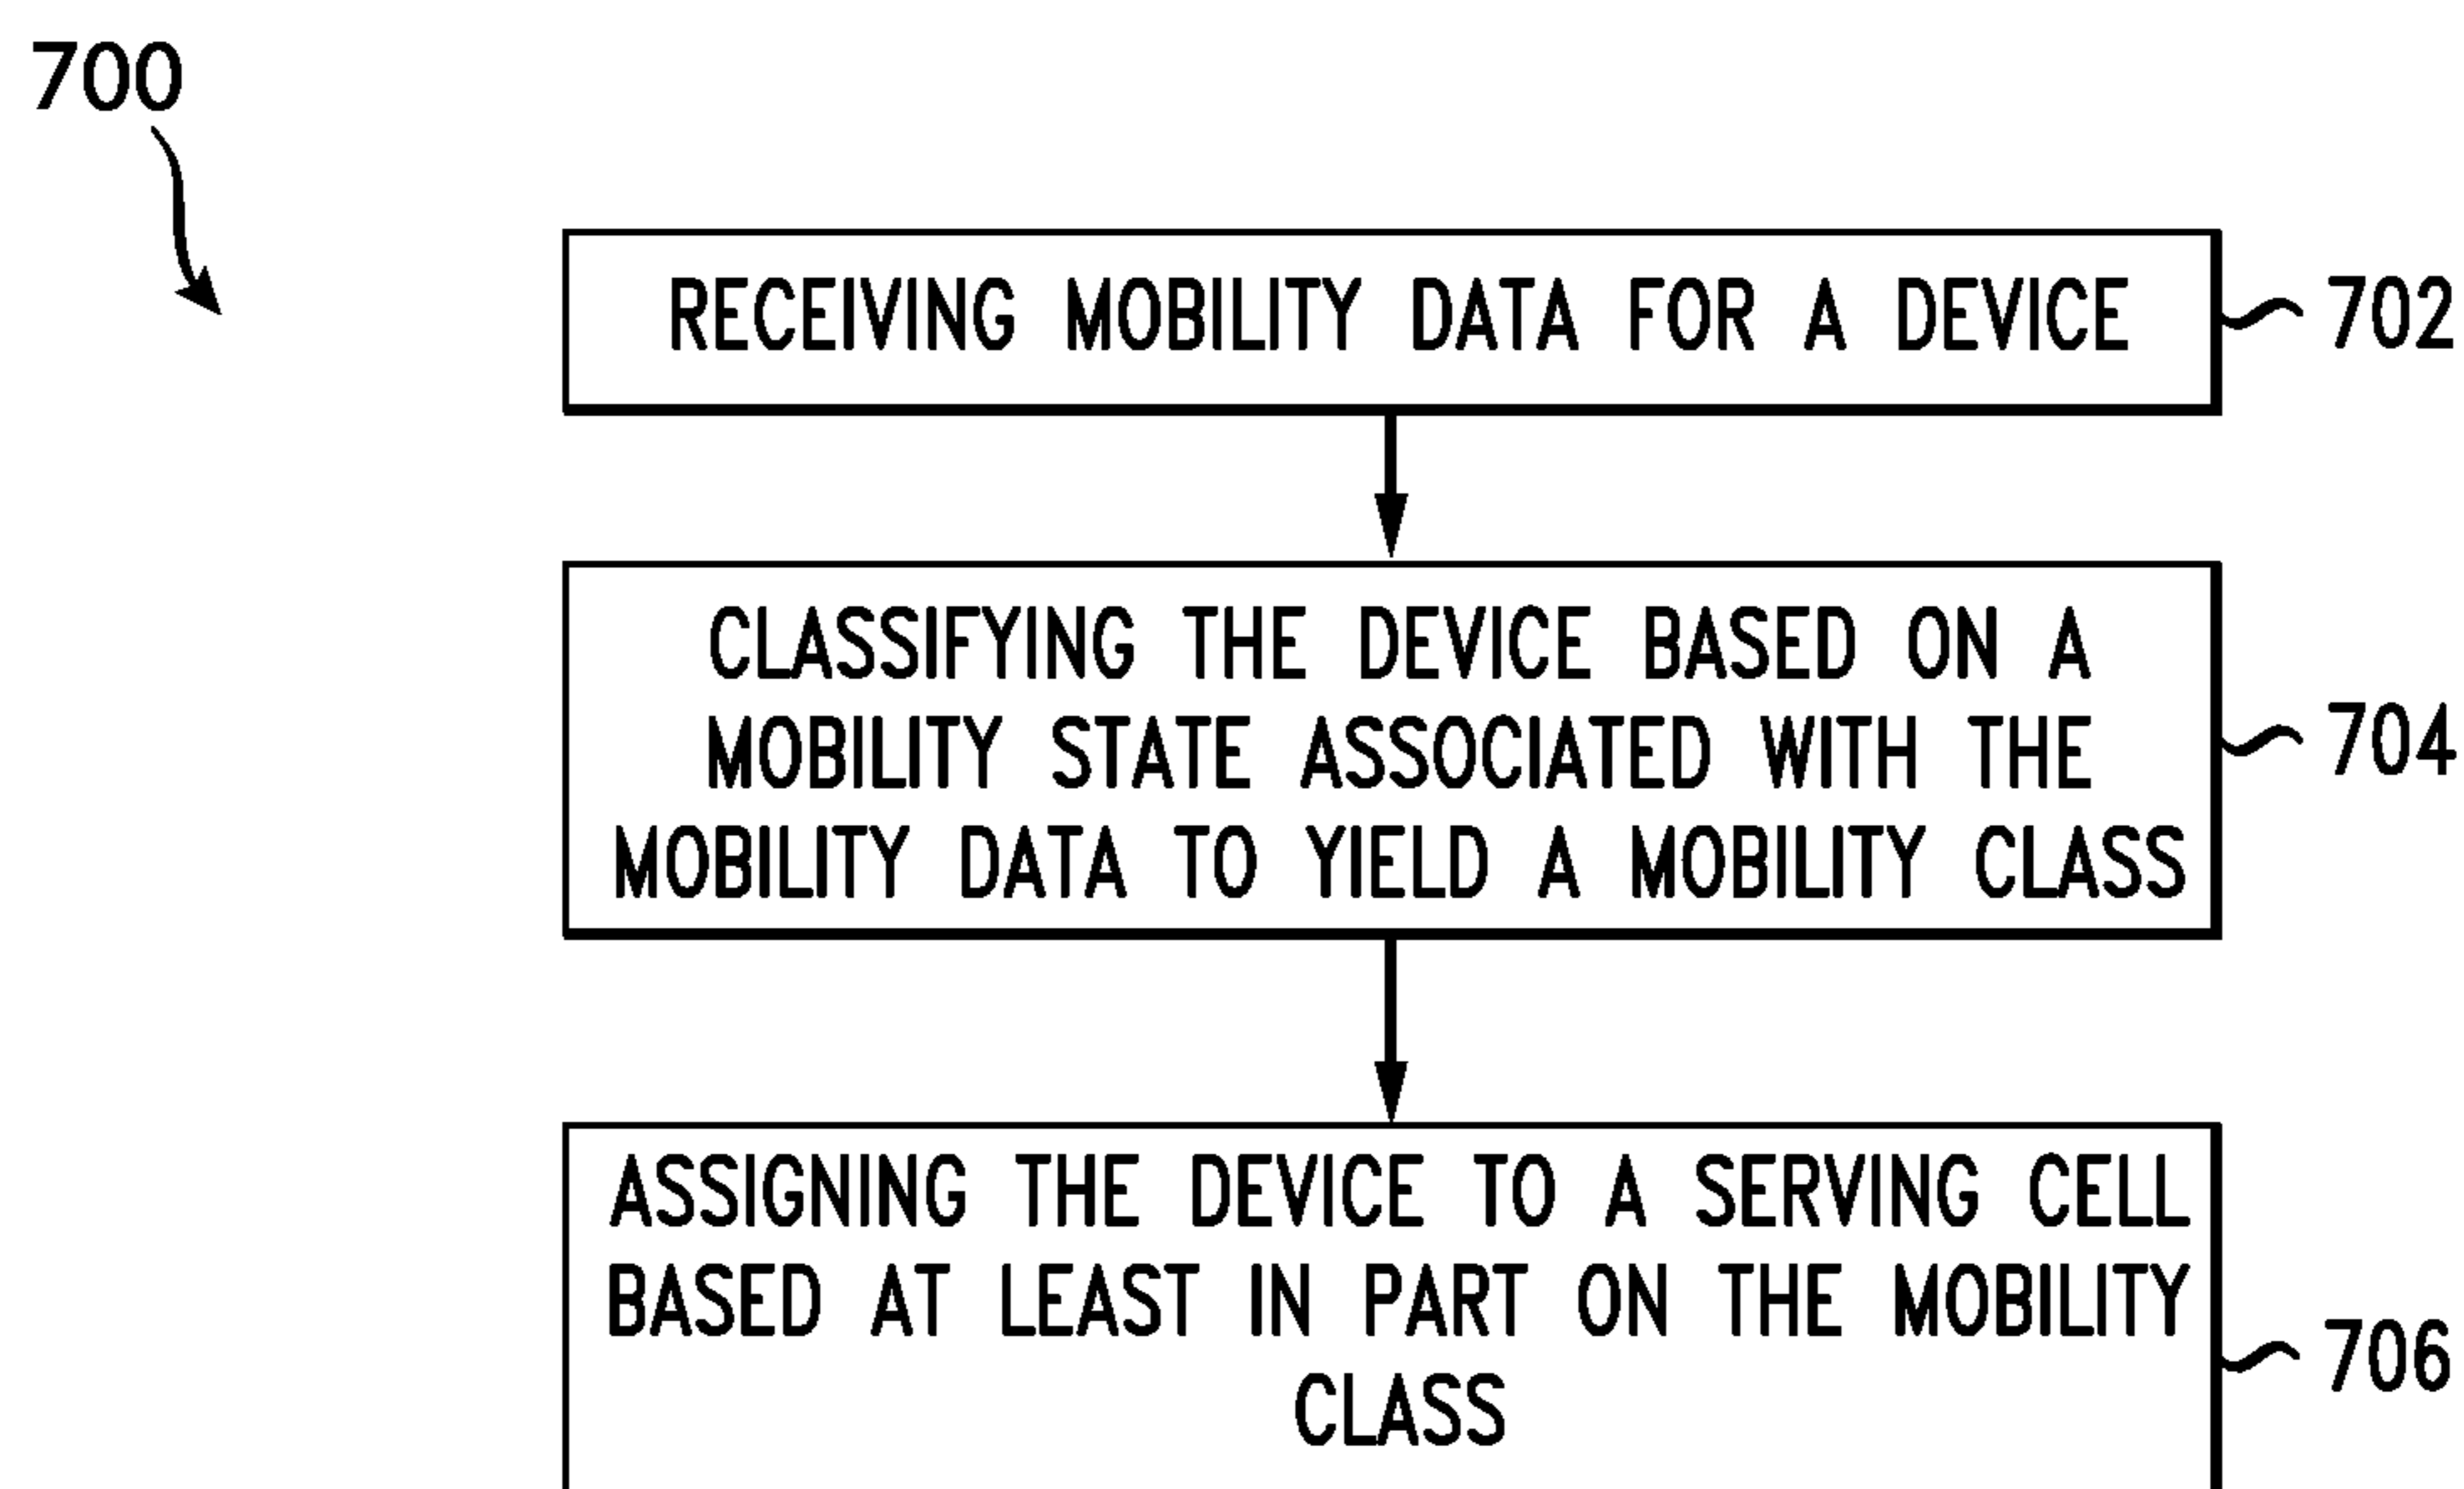 700
RECEIVING MOBILITY DATA FOR A DEVICE
702
CLASSIFYING THE DEVICE BASED ON A
MOBILITY STATE ASSOCIATED WITH THE
MOBILITY DATA TO YIELD A MOBILITY CLASS
704
ASSIGNING THE DEVICE TO A SERVING CELL
BASED AT LEAST IN PART ON THE MOBILITY
CLASS
706